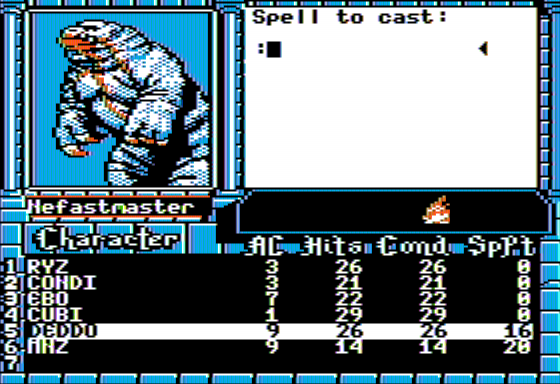 Spell to cast:
:
Nefastmaster
Character AC Hits Cond SpPt
1 RYZ 3 26 26 0
2 CONDI 3 21 21 0
3 EBO 7 22 22 0
4 CUBI 1 29 29 0
5 DEDDO 9 26 26 16
6 ANZ 9 14 14 20
7